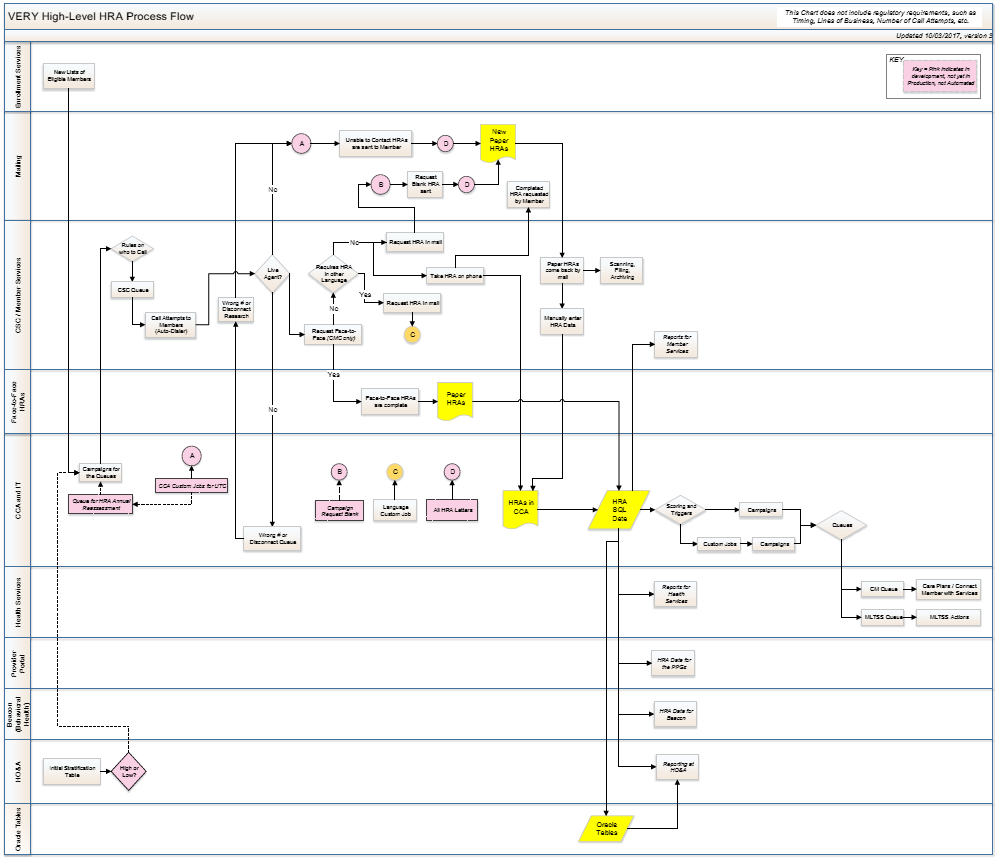 VERY High-Level HRA Process Flow
This Chart does not include regulatory requirements, such as
Timing, Lines of Business, Number of Call Attempts, etc.
Updated 10/03/2017, version
Enrollment Services
New Lists of
Eligible Members
KEY
Key = Pink indicates in
development, not yet in
Production, not Automated
Mailing
A
Unable to Contact HRAs
are sent to Member
D
New
Paper
HRAs
B
Request
Blank HRA
sent
D
Completed
HRA requested
by Member
No
CSC / Member Services
Rules on
who to Call
CSC Queue
Call Attempts to
Members
(Auto-Dialer)
Wrong # or
Disconnect
Research
Live
Agent?
Requires HRA
in other
Language
No
Request HRA in mail
Take HRA on phone
Yes
Request HRA in mail
C
No
Request Face-to-
Face (CMC only)
Yes
Paper HRAs
come back by
mail
Scanning,
Filing,
Archiving
Manually enter
HRA Data
Reports for
Member
Services
Face-to-Face
HRAs
Face-to-Face HRAs
are complete
Paper
HRAs
No
CCA and IT
Campaigns for
the Queues
A
CCA Custom Jobs for UTC
Queue for HRA Annual
Reassessment
Wrong # or
Disconnect Queue
B
Campaign
Request Blank
C
Language
Custom Job
D
All HRA Letters
HRAs in
CCA
HRA
SQL
Data
Scoring and
Triggers
Campaigns
Custom Jobs
Campaigns
Queues
Health Services
Reports for
Health
Services
CM Queue
Care Plans / Connect
Member with Services
MLTSS Queue
MLTSS Actions
Provider
Portal
HRA Data for
the PPGs
Beacon
(Behavioral
Health)
HRA Data for
Beacon
HO&A
Initial Stratification
Table
High or
Low?
Reporting at
HO&A
Oracle Tables
Oracle
Tables